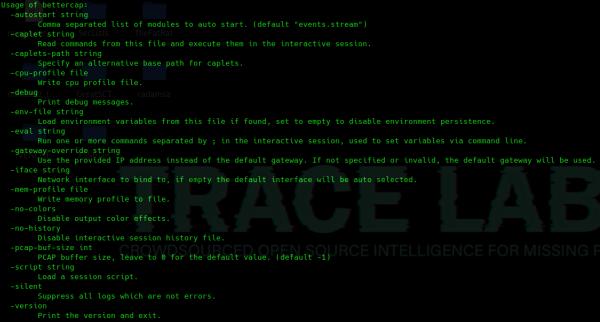 Usage of bettercap:
-autostart string
Comma separated list of modules to auto start. (default "events.stream")
-caplet string
Read commands from this file and execute them in the interactive session.
-caplets-path string
Specify an alternative base path for caplets.
-cpu-profile file
Write cpu profile file.
-debug
Print debug messages.
-env-file string
Load environment variables from this file if found, set to empty to disable environment persistence.
-eval string
Run one or more commands separated by ; in the interactive session, used to set variables via command line.
-gateway-override string
Use the provided IP address instead of the default gateway. If not specified or invalid, the default gateway will be used.
-iface string
Network interface to bind to, if empty the default interface will be auto selected.
-mem-profile file
Write memory profile to file.
-no-colors
Disable output color effects.
-no-history
Disable interactive session history file.
-pcap-buf-size int
PCAP buffer size, leave to 0 for the default value. (default -1)
-script string
Load a session script.
-silent
Suppress all logs which are not errors.
-version
Print the version and exit.
TRACE LAB
CROWDSOURCED OPEN SOURCE INTELLIGENCE FOR MISSING